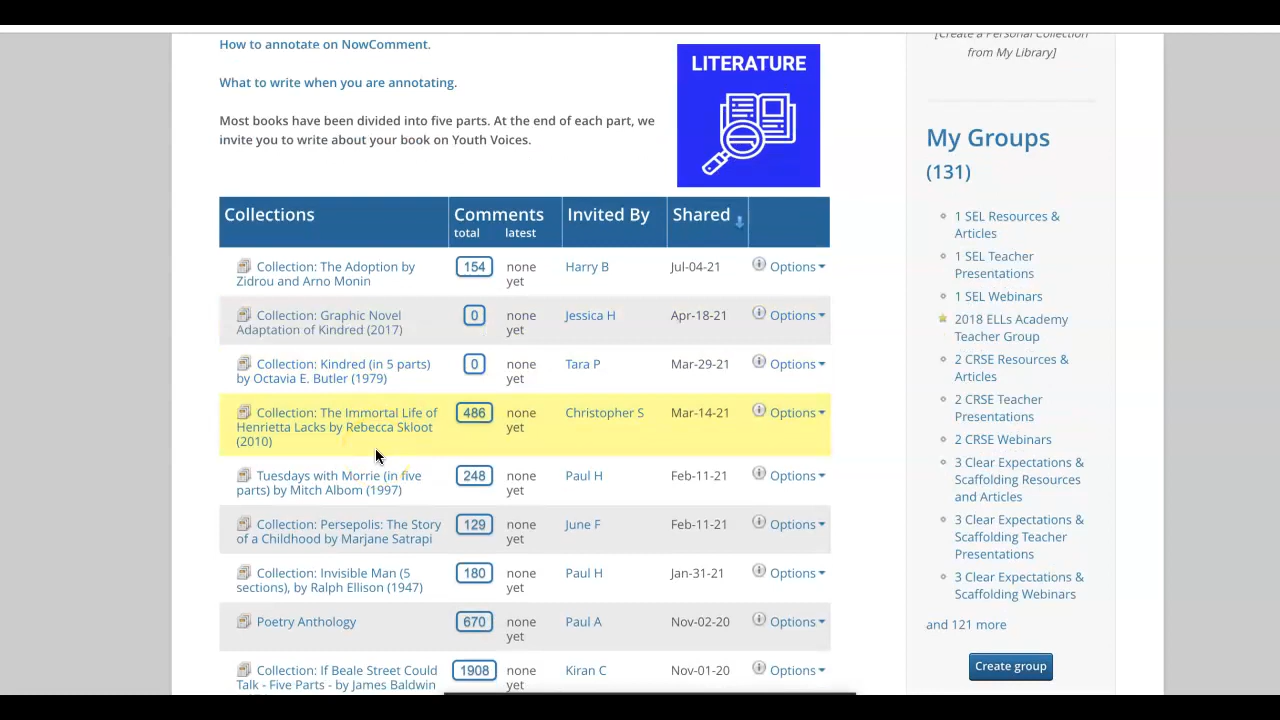 How to annotate on NowComment.
What to write when you are annotating.
Most books have been divided into five parts. At the end of each part, we
invite you to write about your book on Youth Voices.
LITERATURE
Collections
Comments
total latest
Invited By
Shared
Collection: The Adoption by
Zidrou and Arno Monin
154
none
yet
Harry B
Jul-04-21
Options
Collection: Graphic Novel
Adaptation of Kindred (2017)
0
none
yet
Jessica H
Apr-18-21
Options
Collection: Kindred (in 5 parts)
by Octavia E. Butler (1979)
0
none
yet
Tara P
Mar-29-21
Options
Collection: The Immortal Life of
Henrietta Lacks by Rebecca Skloot
(2010)
486
none
yet
Christopher S
Mar-14-21
Options
Tuesdays with Morrie (in five
parts) by Mitch Albom (1997)
248
none
yet
Paul H
Feb-11-21
Options
Collection: Persepolis: The Story
of a Childhood by Marjane Satrapi
129
none
yet
June F
Feb-11-21
Options
Collection: Invisible Man (5
sections), by Ralph Ellison (1947)
180
none
yet
Paul H
Jan-31-21
Options
Poetry Anthology
670
none
yet
Paul A
Nov-02-20
Options
Collection: If Beale Street Could
Talk - Five Parts - by James Baldwin
1908
none
yet
Kiran C
Nov-01-20
Options
[Create a Personal Collection
from My Library]
My Groups
(131)
1 SEL Resources &
Articles
1 SEL Teacher
Presentations
1 SEL Webinars
2018 ELLs Academy
Teacher Group
2 CRSE Resources &
Articles
2 CRSE Teacher
Presentations
2 CRSE Webinars
3 Clear Expectations &
Scaffolding Resources
and Articles
3 Clear Expectations &
Scaffolding Teacher
Presentations
3 Clear Expectations &
Scaffolding Webinars
and 121 more
Create group